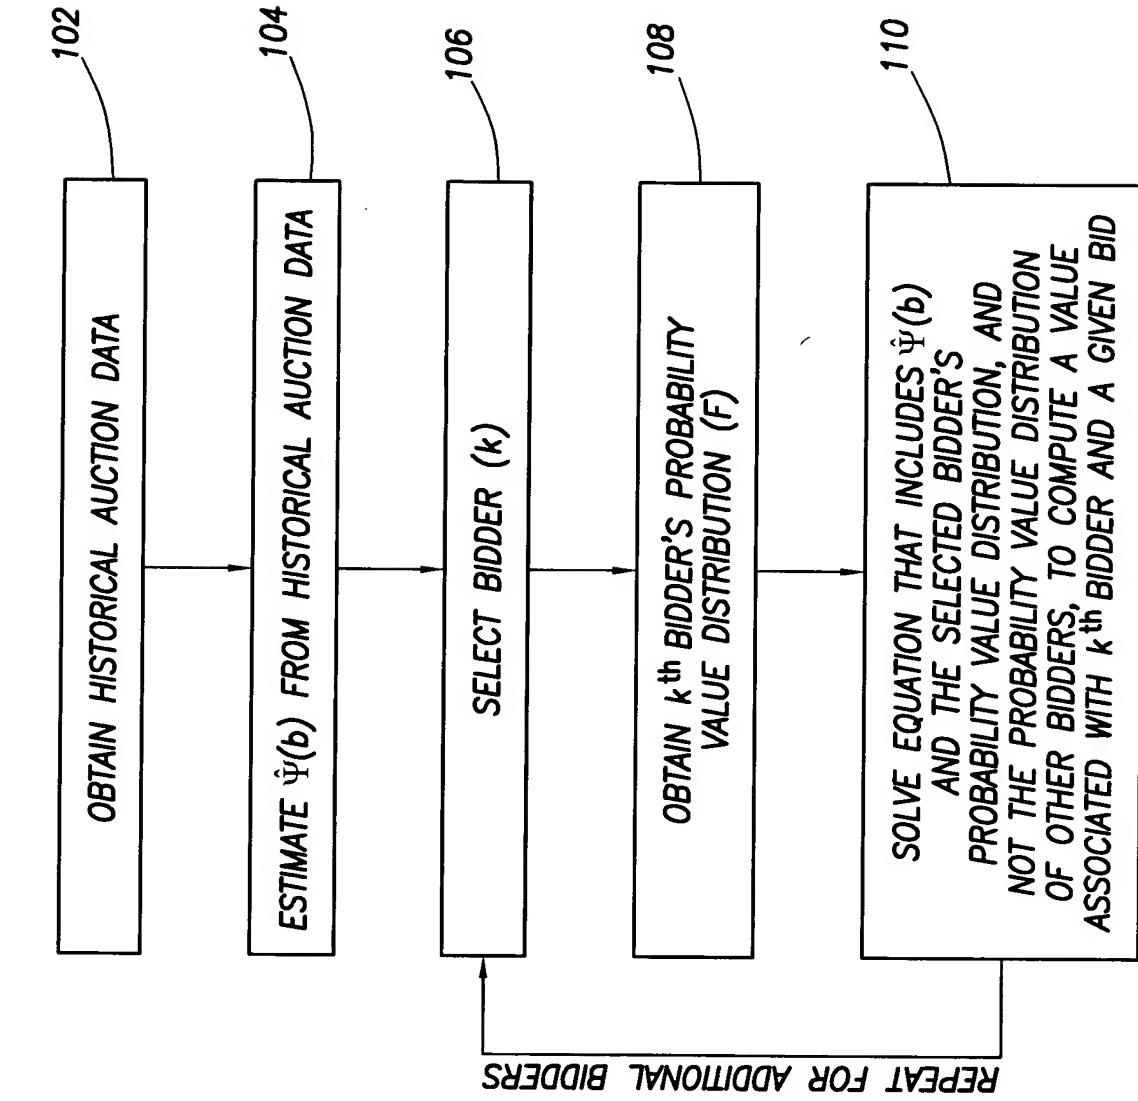 102
OBTAIN HISTORICAL AUCTION DATA
104
ESTIMATE Ψ̂(b) FROM HISTORICAL AUCTION DATA
106
SELECT BIDDER (k)
108
OBTAIN kth BIDDER'S PROBABILITY
VALUE DISTRIBUTION (F)
110
SOLVE EQUATION THAT INCLUDES Ψ̂(b)
AND THE SELECTED BIDDER'S
PROBABILITY VALUE DISTRIBUTION, AND
NOT THE PROBABILITY VALUE DISTRIBUTION
OF OTHER BIDDERS, TO COMPUTE A VALUE
ASSOCIATED WITH kth BIDDER AND A GIVEN BID
REPEAT FOR ADDITIONAL BIDDERS